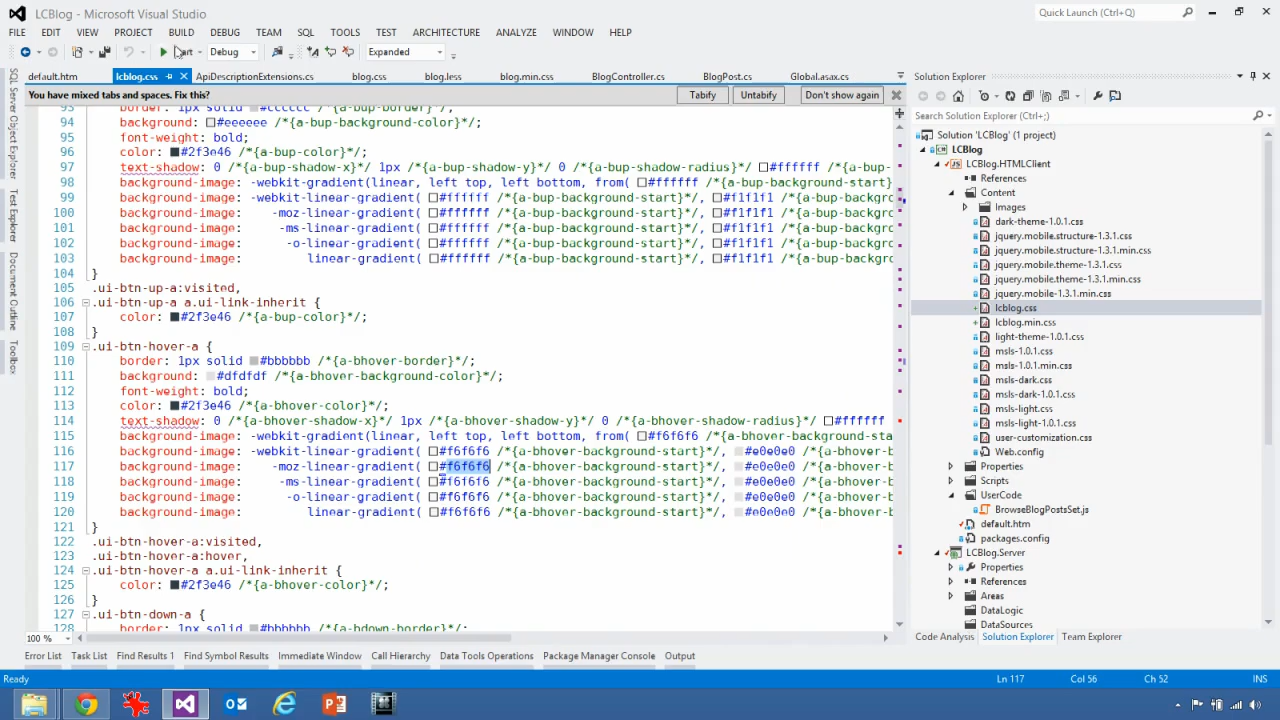 LCBlog - Microsoft Visual Studio
Quick Launch (Ctrl+Q)
FILE EDIT VIEW PROJECT BUILD DEBUG TEAM SQL TOOLS TEST ARCHITECTURE ANALYZE WINDOW HELP
Debug Expanded
default.htm lcblog.css ApiDescriptionExtensions.cs blog.css blog.less blog.min.css BlogController.cs BlogPost.cs Global.asax.cs
You have mixed tabs and spaces. Fix this? Tabify Untabify Don't show again
93 border: 1px solid #cccccc /*{a-bup-border}*/;
94 background: #eeeeee /*{a-bup-background-color}*/;
95 font-weight: bold;
96 color: #2f3e46 /*{a-bup-color}*/;
97 text-shadow: 0 /*{a-bup-shadow-x}*/ 1px /*{a-bup-shadow-y}*/ 0 /*{a-bup-shadow-radius}*/ #ffffff
98 background-image: -webkit-gradient(linear, left top, left bottom, from( #ffffff /*{a-bup-background-start}
99 background-image: -webkit-linear-gradient( #ffffff /*{a-bup-background-start}*/, #f1f1f1 /*{a-bup-back
100 background-image: -moz-linear-gradient( #ffffff /*{a-bup-background-start}*/, #f1f1f1 /*{a-bup-back
101 background-image: -ms-linear-gradient( #ffffff /*{a-bup-background-start}*/, #f1f1f1 /*{a-bup-back
102 background-image: -o-linear-gradient( #ffffff /*{a-bup-background-start}*/, #f1f1f1 /*{a-bup-back
103 background-image: linear-gradient( #ffffff /*{a-bup-background-start}*/, #f1f1f1 /*{a-bup-back
104 }
105 .ui-btn-up-a:visited,
106 .ui-btn-up-a a.ui-link-inherit {
107 color: #2f3e46 /*{a-bup-color}*/;
108 }
109 .ui-btn-hover-a {
110 border: 1px solid #bbbbbb /*{a-bhover-border}*/;
111 background: #dfdfdf /*{a-bhover-background-color}*/;
112 font-weight: bold;
113 color: #2f3e46 /*{a-bhover-color}*/;
114 text-shadow: 0 /*{a-bhover-shadow-x}*/ 1px /*{a-bhover-shadow-y}*/ 0 /*{a-bhover-shadow-radius}*/ #ffffff
115 background-image: -webkit-gradient(linear, left top, left bottom, from( #f6f6f6 /*{a-bhover-background-sta
116 background-image: -webkit-linear-gradient( #f6f6f6 /*{a-bhover-background-start}*/, #e0e0e0 /*{a-bhover-b
117 background-image: -moz-linear-gradient( #f6f6f6 /*{a-bhover-background-start}*/, #e0e0e0 /*{a-bhover-b
118 background-image: -ms-linear-gradient( #f6f6f6 /*{a-bhover-background-start}*/, #e0e0e0 /*{a-bhover-b
119 background-image: -o-linear-gradient( #f6f6f6 /*{a-bhover-background-start}*/, #e0e0e0 /*{a-bhover-b
120 background-image: linear-gradient( #f6f6f6 /*{a-bhover-background-start}*/, #e0e0e0 /*{a-bhover-b
121 }
122 .ui-btn-hover-a:visited,
123 .ui-btn-hover-a:hover,
124 .ui-btn-hover-a a.ui-link-inherit {
125 color: #2f3e46 /*{a-bhover-color}*/;
126 }
127 .ui-btn-down-a {
128 border: 1px solid #bbbbbb /*{a-bdown-border}*/;
100 %
SQL Server Object Explorer
Test Explorer
Document Outline
Toolbox
Solution Explorer
Search Solution Explorer (Ctrl+;)
Solution 'LCBlog' (1 project)
LCBlog
LCBlog.HTMLClient
References
Content
Images
dark-theme-1.0.1.css
jquery.mobile.structure-1.3.1.css
jquery.mobile.structure-1.3.1.min.css
jquery.mobile.theme-1.3.1.css
jquery.mobile.theme-1.3.1.min.css
jquery.mobile-1.3.1.min.css
lcblog.css
lcblog.min.css
light-theme-1.0.1.css
msls-1.0.1.css
msls-1.0.1.min.css
msls-dark.css
msls-dark-1.0.1.css
msls-light.css
msls-light-1.0.1.css
user-customization.css
Web.config
Properties
Scripts
UserCode
BrowseBlogPostsSet.js
default.htm
packages.config
LCBlog.Server
Properties
References
Areas
DataLogic
DataSources
Code Analysis Solution Explorer Team Explorer
Error List Task List Find Results 1 Find Symbol Results Immediate Window Call Hierarchy Data Tools Operations Package Manager Console Output
Ready Ln 117 Col 56 Ch 52 INS